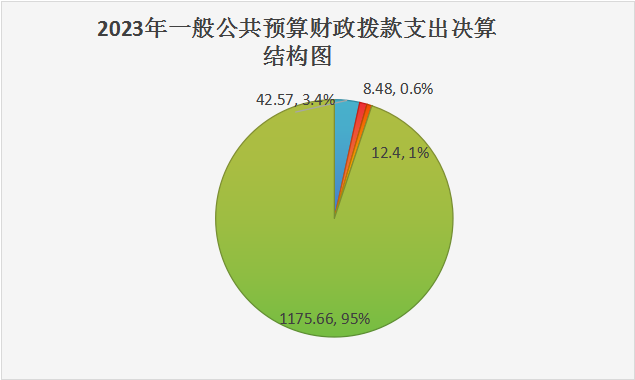 2023年一般公共预算财政拨款支出决算
结构图
42.57, 3.4%
8.48, 0.6%
12.4, 1%
1175.66, 95%